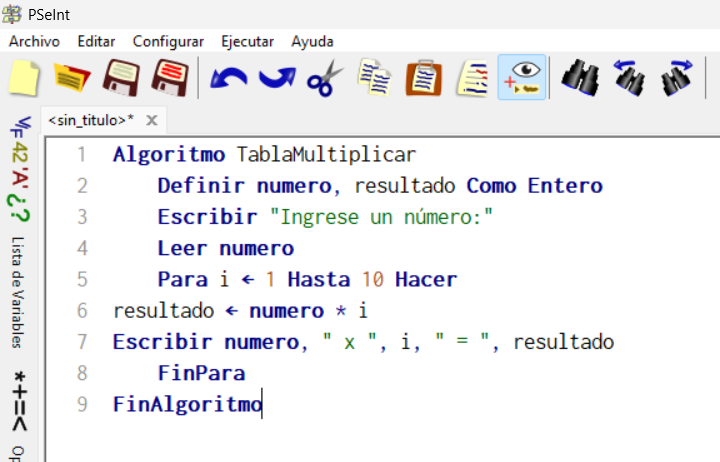 PSeInt
Archivo Editar Configurar Ejecutar Ayuda
<sin_titulo>*
1 Algoritmo TablaMultiplicar
2 Definir numero, resultado Como Entero
3 Escribir "Ingrese un número:"
4 Leer numero
5 Para i ← 1 Hasta 10 Hacer
6 resultado ← numero * i
7 Escribir numero, " x ", i, " = ", resultado
8 FinPara
9 FinAlgoritmo
V/F 42 'A' ¿?
Lista de Variables
*+=<